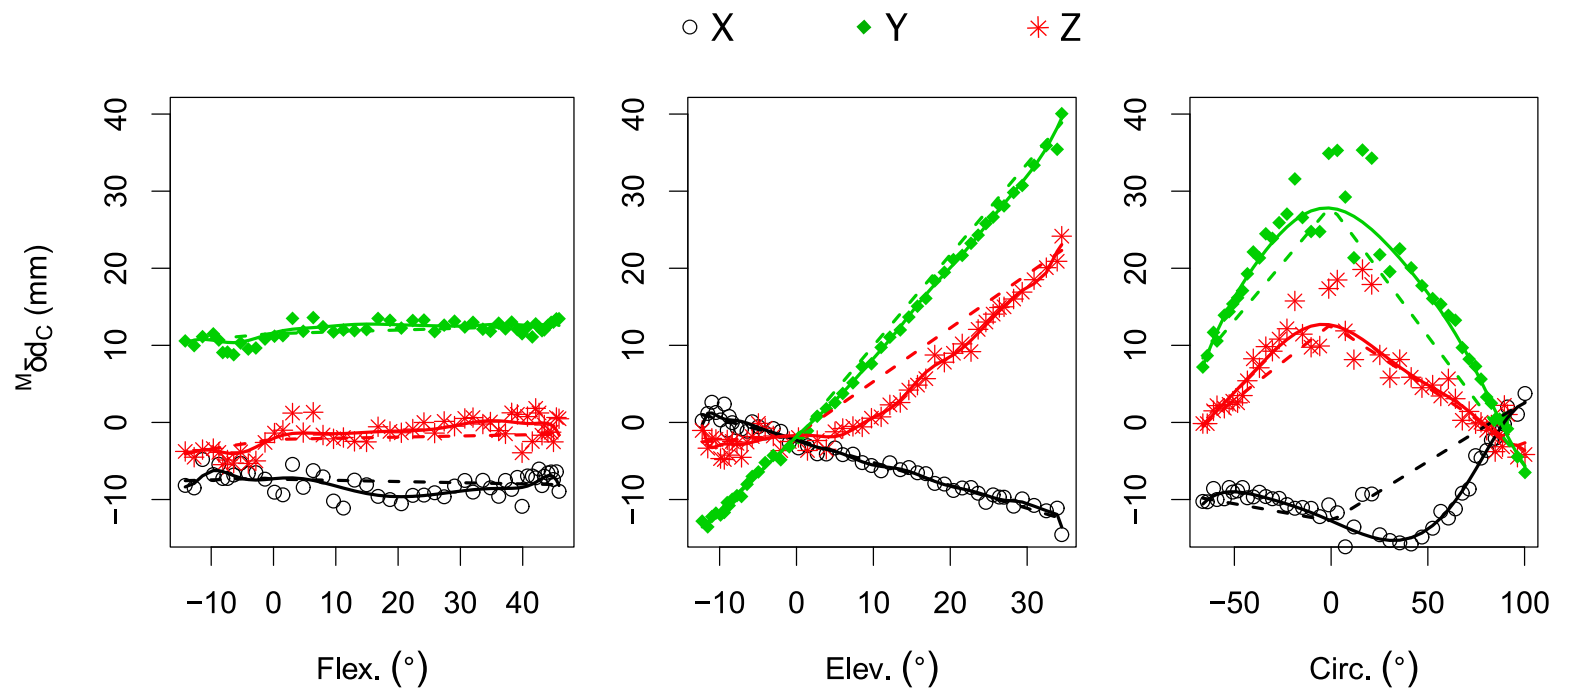 X Y Z
ᴹδd_C (mm)
40 30 20 10 0 −10
40 30 20 10 0 −10
40 30 20 10 0 −10
−10 0 10 20 30 40
−10 0 10 20 30
−50 0 50 100
Flex. (°) Elev. (°) Circ. (°)